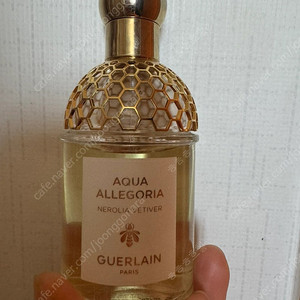 AQUA
ALLEGORIA
NEROLIA VETIVER
GUERLAIN
PARIS